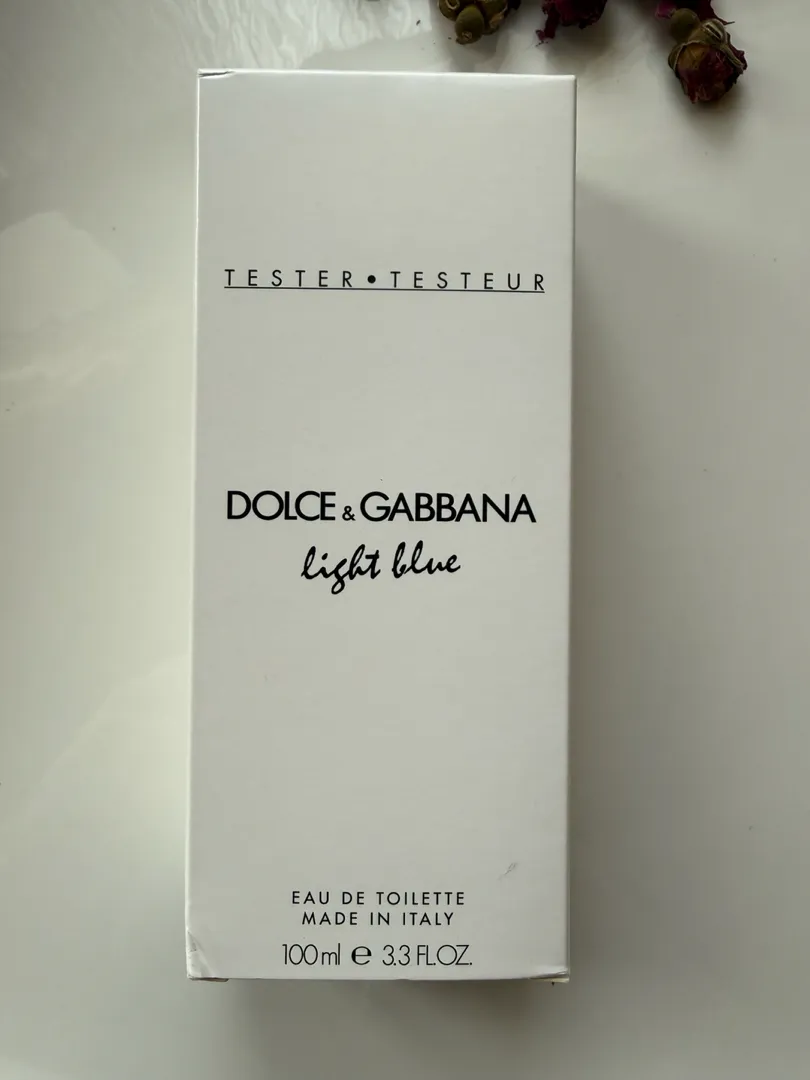 TESTER • TESTEUR
DOLCE & GABBANA
light blue
EAU DE TOILETTE
MADE IN ITALY
100ml e 3.3 FL.OZ.